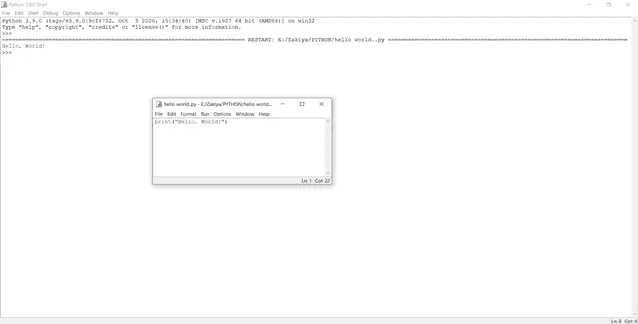 Python 3.9.0 Shell
File Edit Shell Debug Options Window Help
Python 3.9.0 (tags/v3.9.0:9cf6752, Oct 5 2020, 15:34:40) [MSC v.1927 64 bit (AMD64)] on win32
Type "help", "copyright", "credits" or "license()" for more information.
>>>
RESTART: E:/Zakiya/PYTHON/hello world..py
Hello, World!
>>>
hello world..py - E:/Zakiya/PYTHON/hello world...
File Edit Format Run Options Window Help
print("Hello, World!")
Ln: 1 Col: 22
Ln: 6 Col: 4